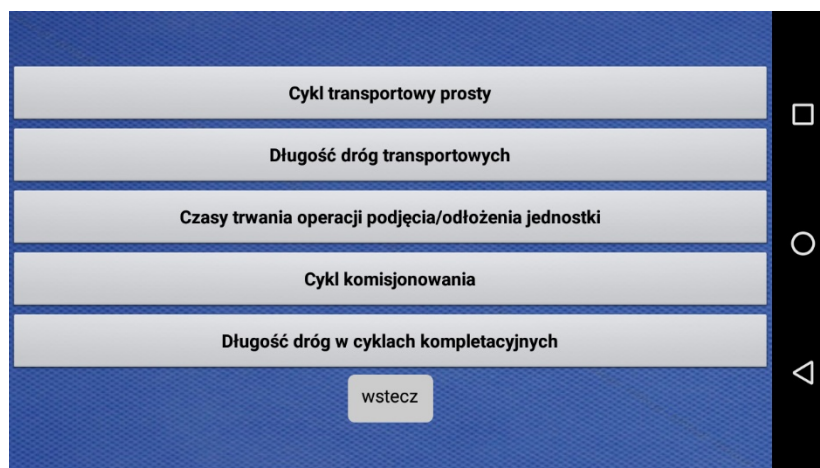 Cykl transportowy prosty
Długość dróg transportowych
Czasy trwania operacji podjęcia/odłożenia jednostki
Cykl komisjonowania
Długość dróg w cyklach kompletacyjnych
wstecz